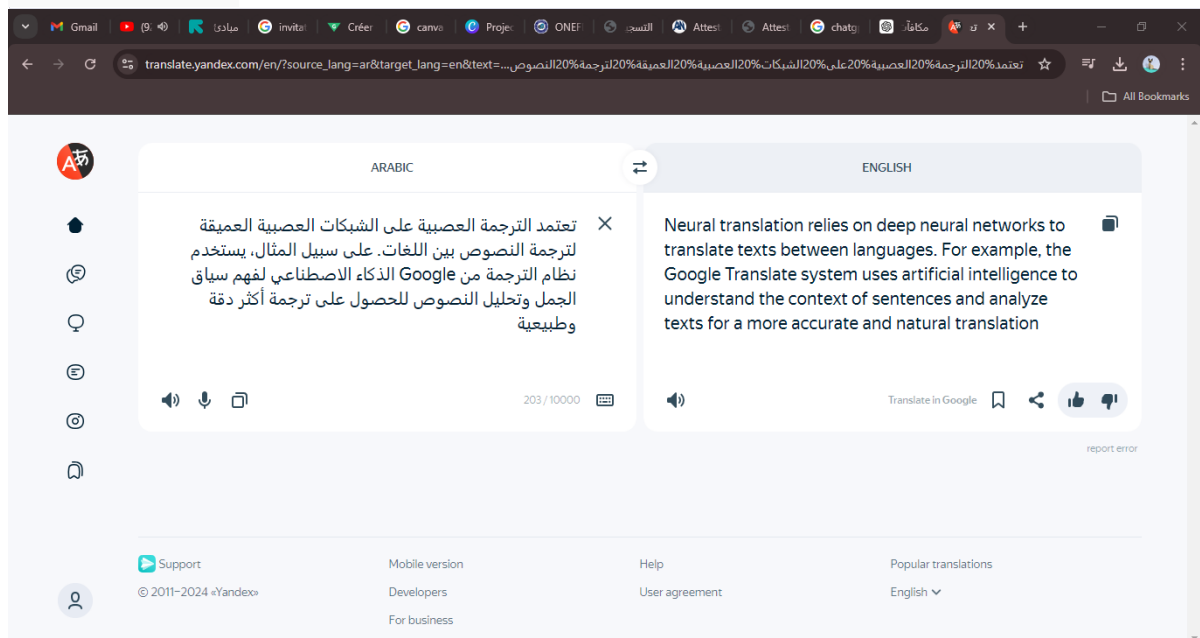 Gmail
(9
مبادئ
invitat
Créer
canva
Projec
ONEF
التسجي
Attest
Attest
chatg
مكافآت
translate.yandex.com/en/?source_lang=ar&target_lang=en&text=تعتمد%20الترجمة%20العصبية%20على%20الشبكات%20العصبية%20العميقة%20لترجمة%20النصوص...
All Bookmarks
ARABIC
ENGLISH
تعتمد الترجمة العصبية على الشبكات العصبية العميقة
لترجمة النصوص بين اللغات. على سبيل المثال، يستخدم
نظام الترجمة من Google الذكاء الاصطناعي لفهم سياق
الجمل وتحليل النصوص للحصول على ترجمة أكثر دقة
وطبيعية
Neural translation relies on deep neural networks to
translate texts between languages. For example, the
Google Translate system uses artificial intelligence to
understand the context of sentences and analyze
texts for a more accurate and natural translation
203 / 10000
Translate in Google
report error
Support
Mobile version
Help
Popular translations
© 2011–2024 «Yandex»
Developers
User agreement
English
For business